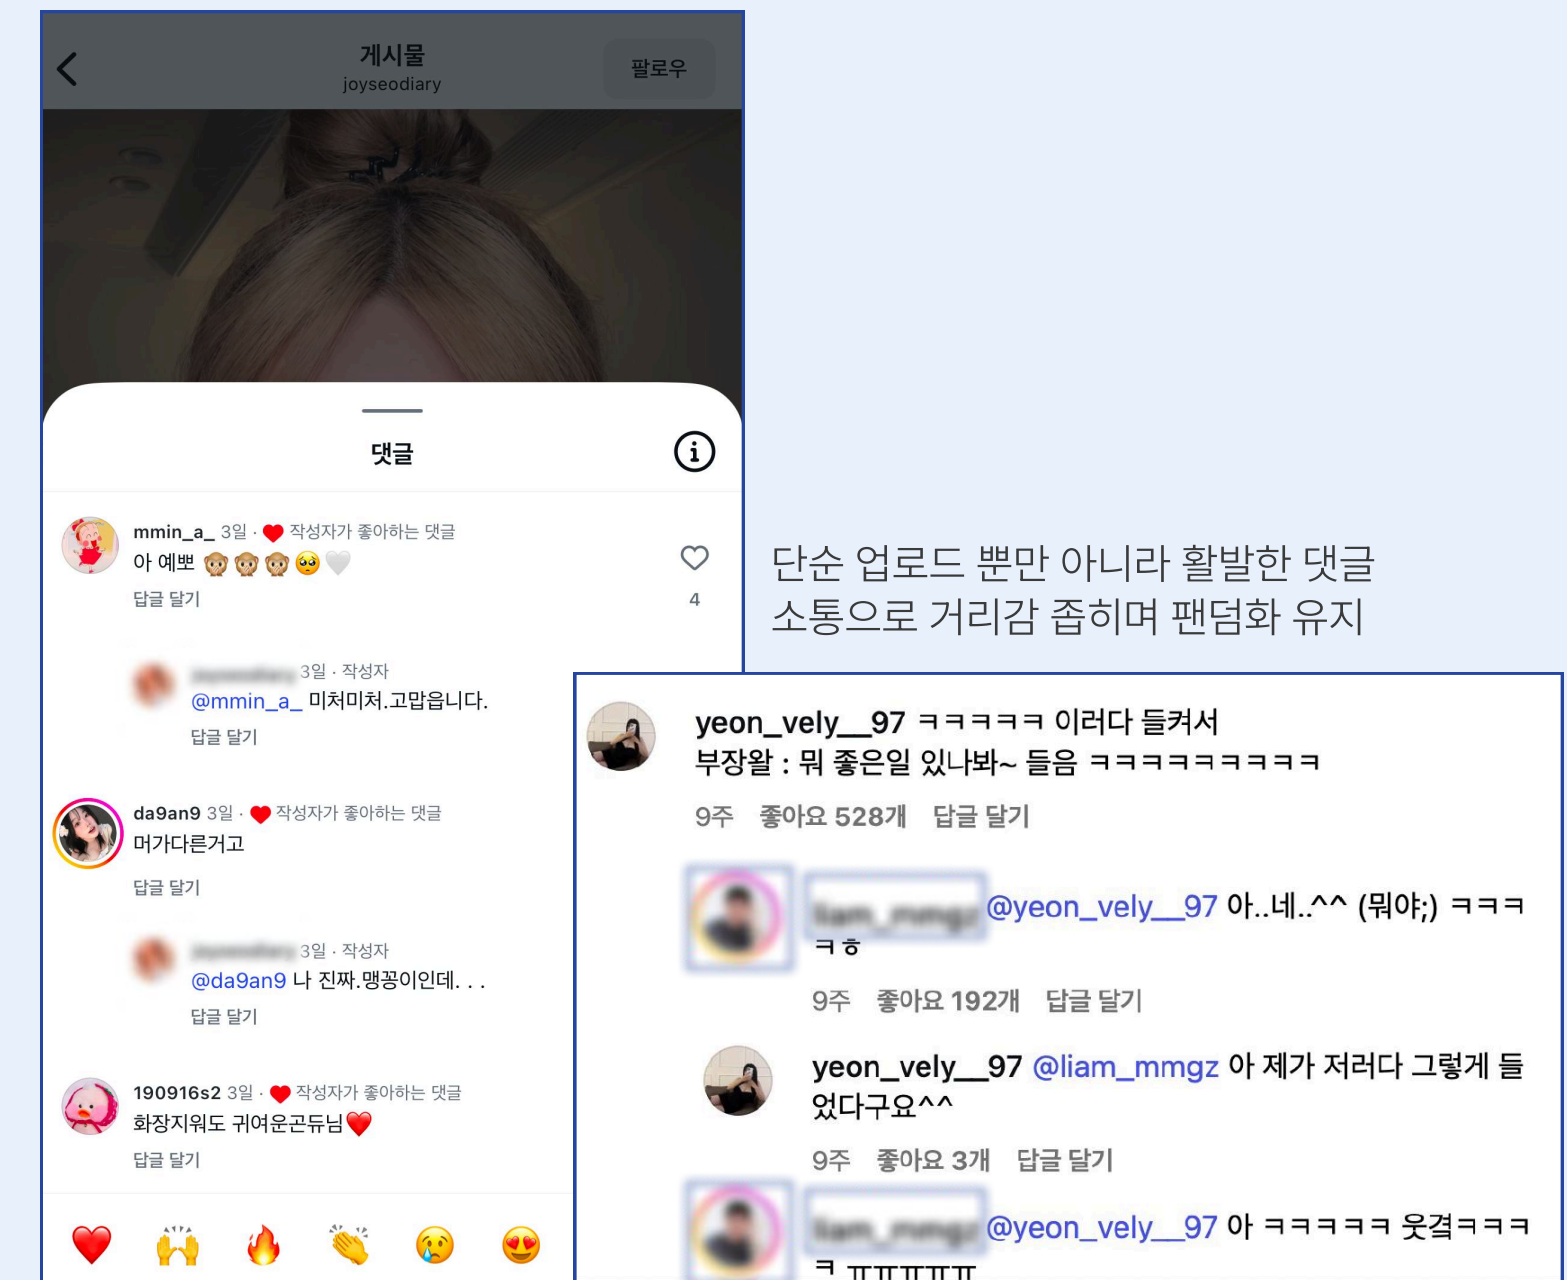 게시물
joyseodiary
팔로우
댓글
mmin_a_ 3일 · ❤️ 작성자가 좋아하는 댓글
아 예쁘 🙊🙊🙊🥺🤍
답글 달기
4
3일 · 작성자
@mmin_a_ 미처미처.고맙읍니다.
답글 달기
da9an9 3일 · ❤️ 작성자가 좋아하는 댓글
머가다른거고
답글 달기
3일 · 작성자
@da9an9 나 진짜.맹꽁이인데. . .
답글 달기
190916s2 3일 · ❤️ 작성자가 좋아하는 댓글
화장지워도 귀여운곤듀님❤️
답글 달기
단순 업로드 뿐만 아니라 활발한 댓글
소통으로 거리감 좁히며 팬덤화 유지
yeon_vely__97 ㅋㅋㅋㅋㅋ 이러다 들켜서
부장왈 : 뭐 좋은일 있나봐~ 들음 ㅋㅋㅋㅋㅋㅋㅋㅋㅋ
9주 좋아요 528개 답글 달기
liam_mmgz @yeon_vely__97 아..네..^^ (뭐야;) ㅋㅋㅋ
ㅋㅎ
9주 좋아요 192개 답글 달기
yeon_vely__97 @liam_mmgz 아 제가 저러다 그렇게 들
었다구요^^
9주 좋아요 3개 답글 달기
liam_mmgz @yeon_vely__97 아 ㅋㅋㅋㅋㅋ 웃겤ㅋㅋㅋ
ㅋ ㅠㅠㅠㅠㅠ